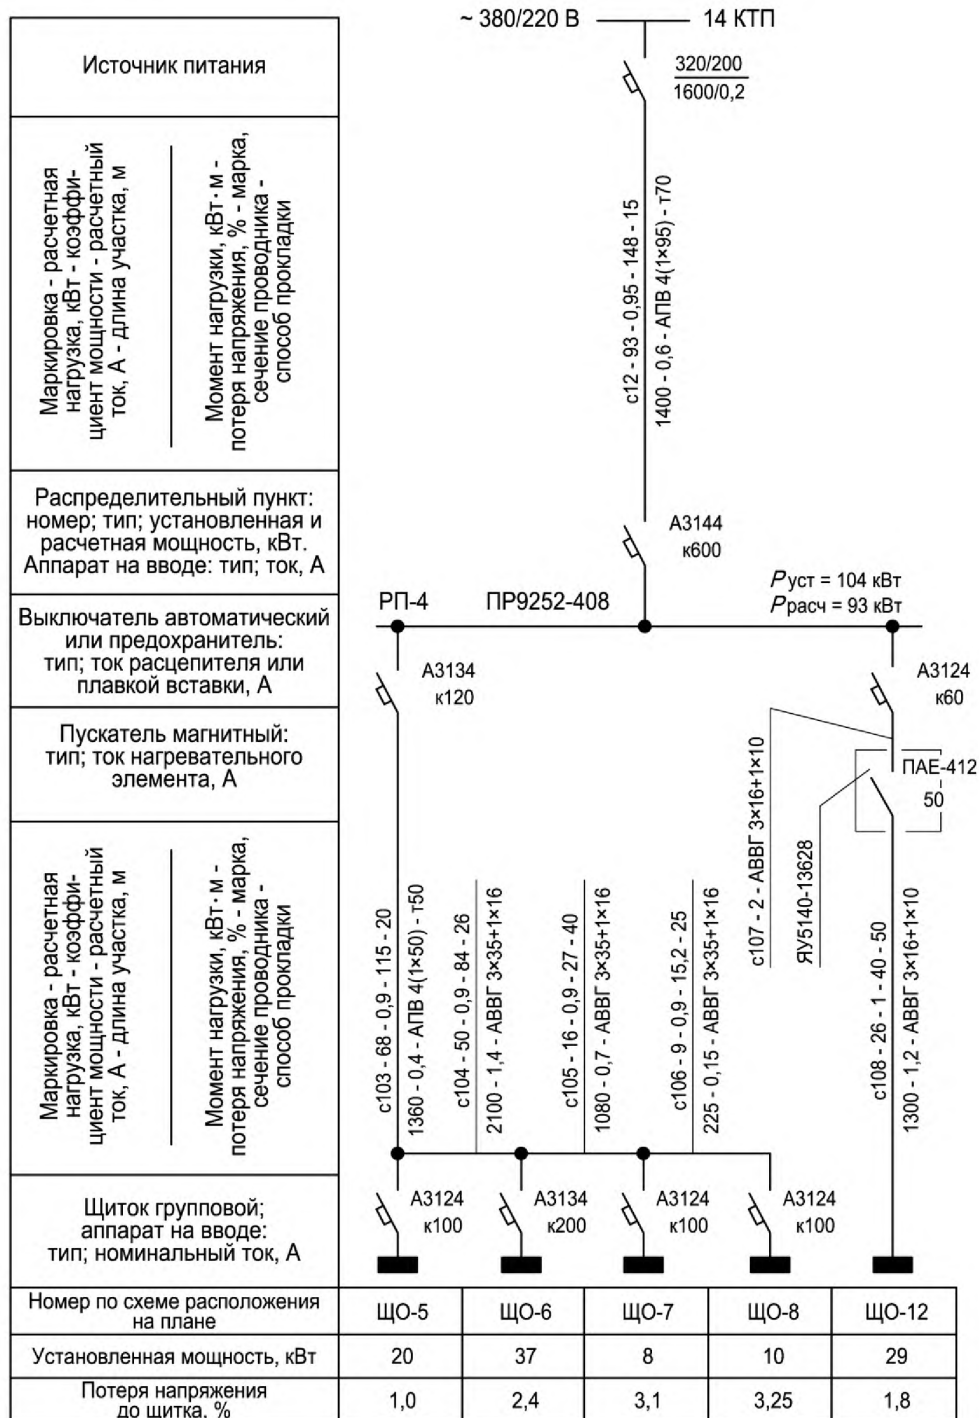 ~ 380/220 В
14 КТП
Источник питания
320/200
1600/0,2
Маркировка - расчетная
нагрузка, кВт - коэффи-
циент мощности - расчетный
ток, А - длина участка, м
Момент нагрузки, кВт·м -
потеря напряжения, % - марка,
сечение проводника -
способ прокладки
с12 - 93 - 0,95 - 148 - 15
1400 - 0,6 - АПВ 4(1×95) - т70
Распределительный пункт:
номер; тип; установленная и
расчетная мощность, кВт.
Аппарат на вводе: тип; ток, А
А3144
к600
РП-4
ПР9252-408
Руст = 104 кВт
Ррасч = 93 кВт
Выключатель автоматический
или предохранитель:
тип; ток расцепителя или
плавкой вставки, А
А3134
к120
А3124
к60
Пускатель магнитный:
тип; ток нагревательного
элемента, А
ПАЕ-412
50
Маркировка - расчетная
нагрузка, кВт - коэффи-
циент мощности - расчетный
ток, А - длина участка, м
Момент нагрузки, кВт·м -
потеря напряжения, % - марка,
сечение проводника -
способ прокладки
с103 - 68 - 0,9 - 115 - 20
1360 - 0,4 - АПВ 4(1×50) - т50
с104 - 50 - 0,9 - 84 - 26
2100 - 1,4 - АВВГ 3×35+1×16
с105 - 16 - 0,9 - 27 - 40
1080 - 0,7 - АВВГ 3×35+1×16
с106 - 9 - 0,9 - 15,2 - 25
225 - 0,15 - АВВГ 3×35+1×16
с107 - 2 - АВВГ 3×16+1×10
ЯУ5140-13628
с108 - 26 - 1 - 40 - 50
1300 - 1,2 - АВВГ 3×16+1×10
Щиток групповой;
аппарат на вводе:
тип; номинальный ток, А
А3124
к100
А3134
к200
А3124
к100
А3124
к100
Номер по схеме расположения
на плане
ЩО-5
ЩО-6
ЩО-7
ЩО-8
ЩО-12
Установленная мощность, кВт
20
37
8
10
29
Потеря напряжения
до щитка, %
1,0
2,4
3,1
3,25
1,8